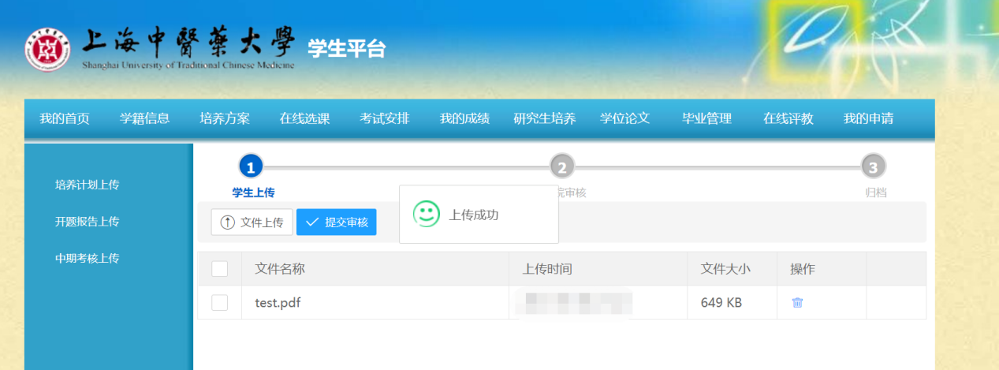 上海中醫藥大學 学生平台
Shanghai University of Traditional Chinese Medicine
我的首页 学籍信息 培养方案 在线选课 考试安排 我的成绩 研究生培养 学位论文 毕业管理 在线评教 我的申请
1 2 3
学生上传 院审核 归档
培养计划上传
开题报告上传
中期考核上传
文件上传 提交审核
上传成功
文件名称 上传时间 文件大小 操作
test.pdf 649 KB